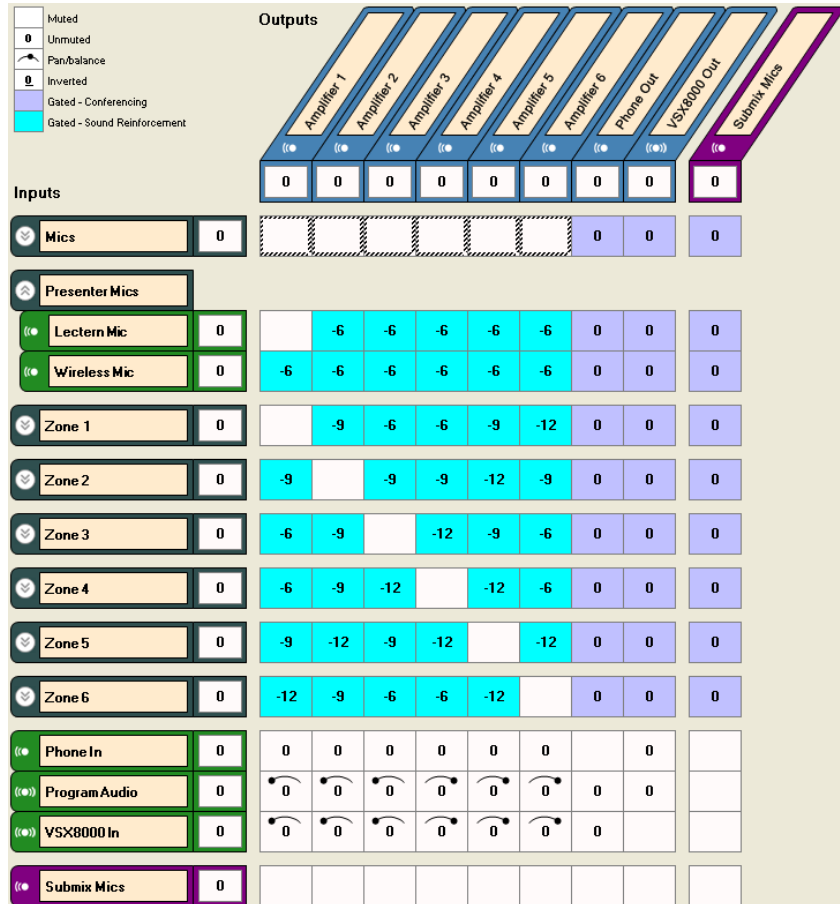 Muted
Outputs
0 Unmuted
Pan/balance
0 Inverted
Gated - Conferencing
Gated - Sound Reinforcement
Amplifier 1
Amplifier 2
Amplifier 3
Amplifier 4
Amplifier 5
Amplifier 6
Phone Out
VSX8000 Out
Submix Mics
0 0 0 0 0 0 0 0 0
Inputs
Mics 0 0 0 0
Presenter Mics
Lectern Mic 0 -6 -6 -6 -6 -6 0 0 0
Wireless Mic 0 -6 -6 -6 -6 -6 -6 0 0 0
Zone 1 0 -9 -6 -6 -9 -12 0 0 0
Zone 2 0 -9 -9 -9 -12 -9 0 0 0
Zone 3 0 -6 -9 -12 -9 -6 0 0 0
Zone 4 0 -6 -9 -12 -12 -6 0 0 0
Zone 5 0 -9 -12 -9 -12 -12 0 0 0
Zone 6 0 -12 -9 -6 -6 -12 0 0 0
Phone In 0 0 0 0 0 0 0 0
Program Audio 0 0 0 0 0 0 0 0 0
VSX8000 In 0 0 0 0 0 0 0 0
Submix Mics 0